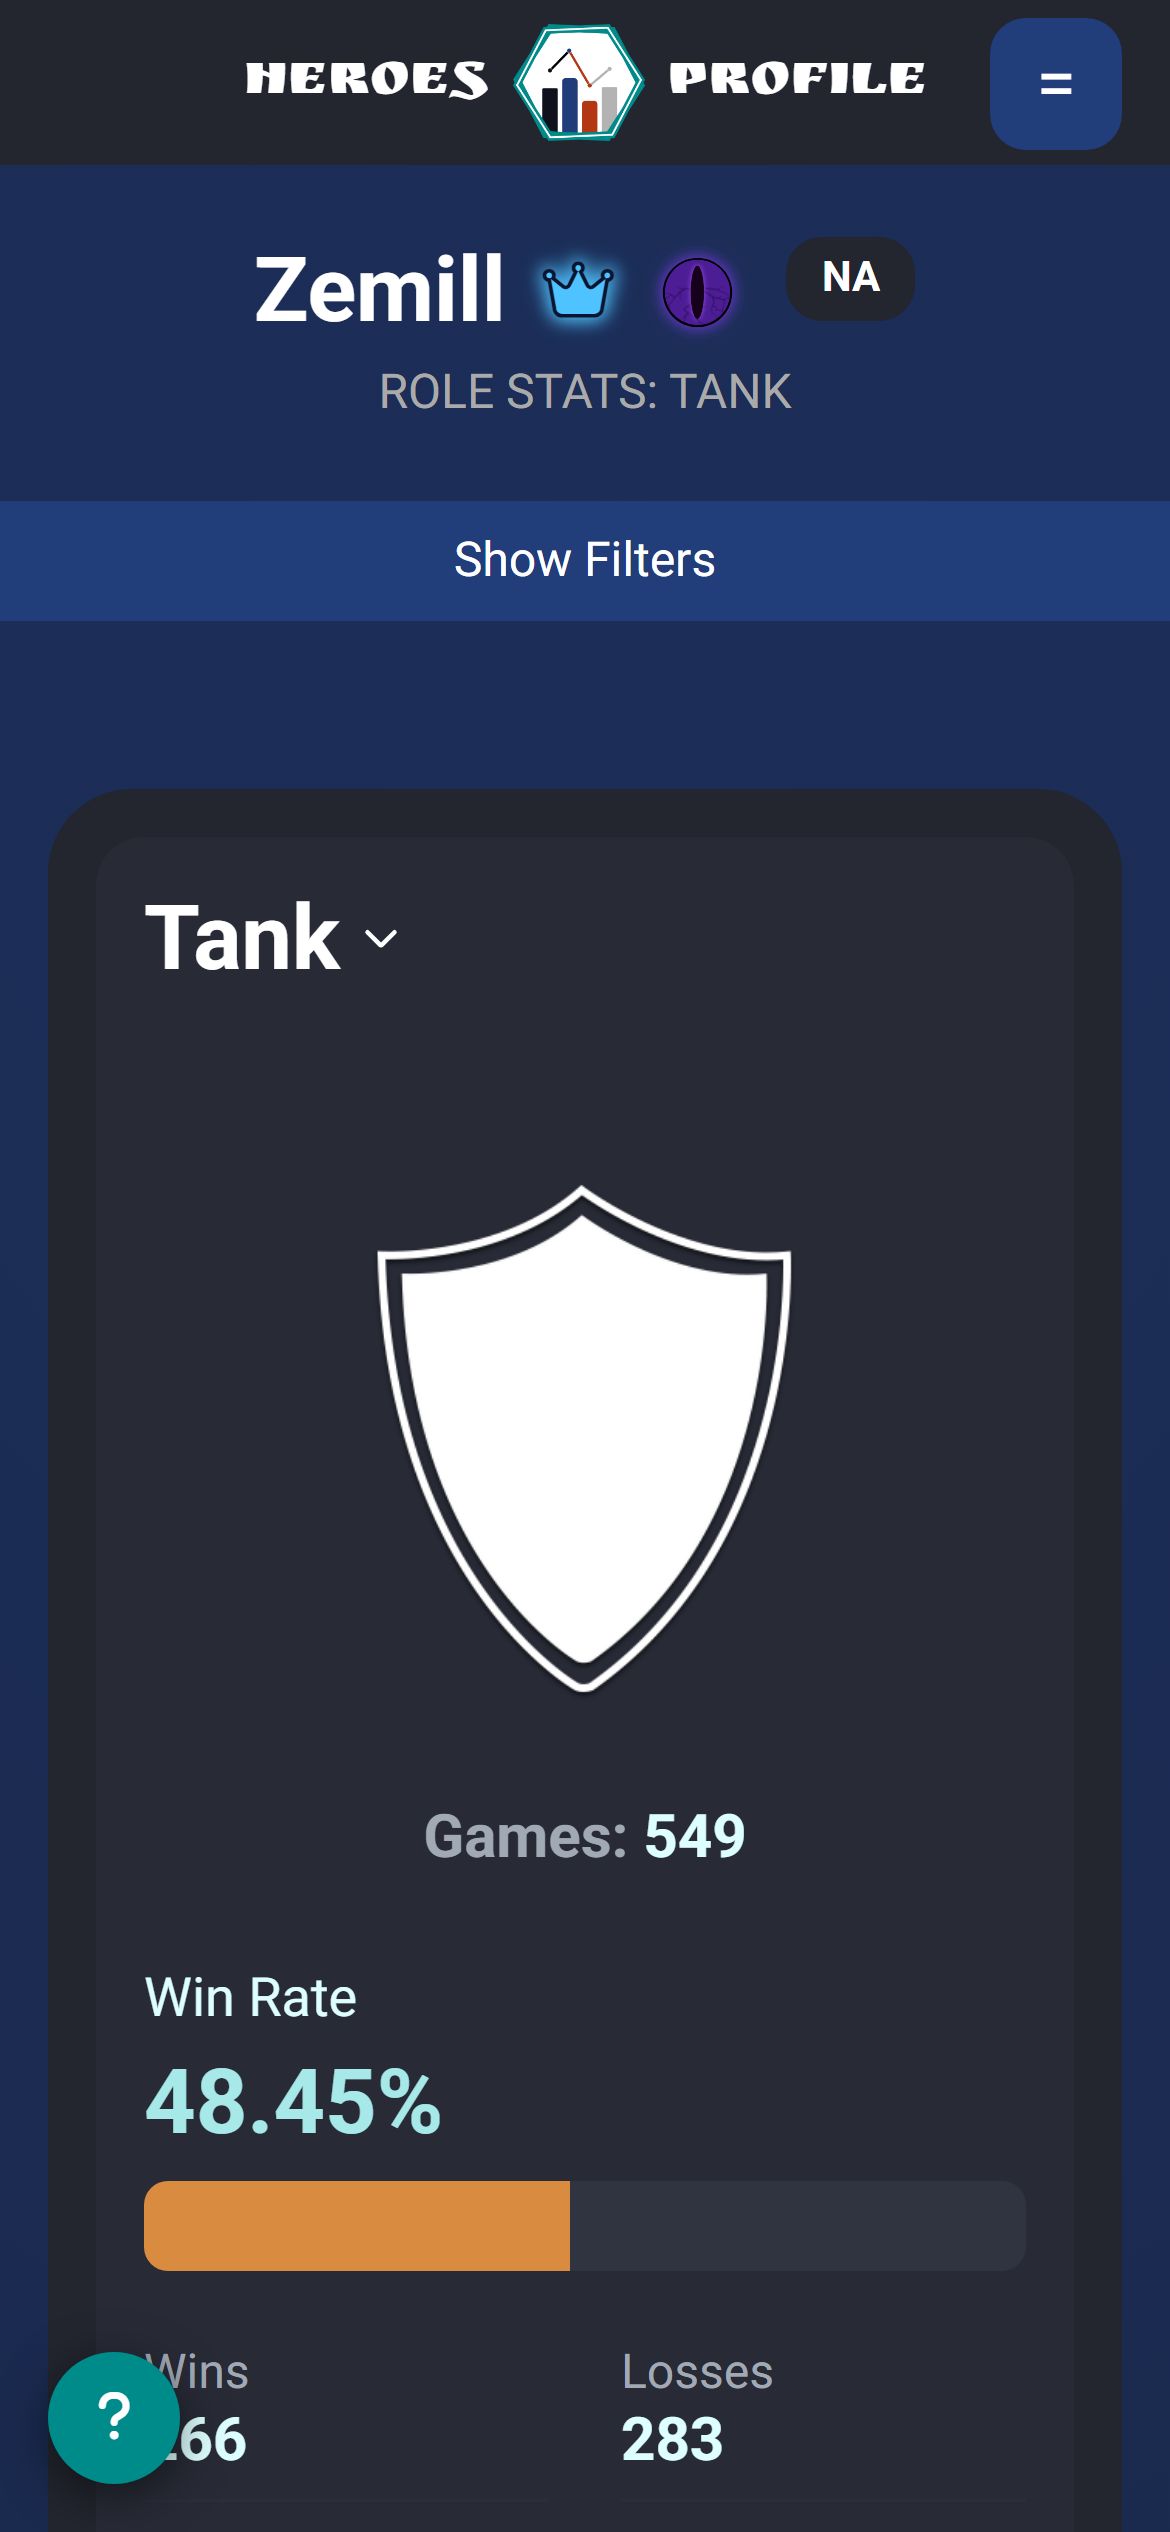 HEROES PROFILE
=
Zemill NA
ROLE STATS: TANK
Show Filters
Tank
Games: 549
Win Rate
48.45%
Wins
Losses
283
?